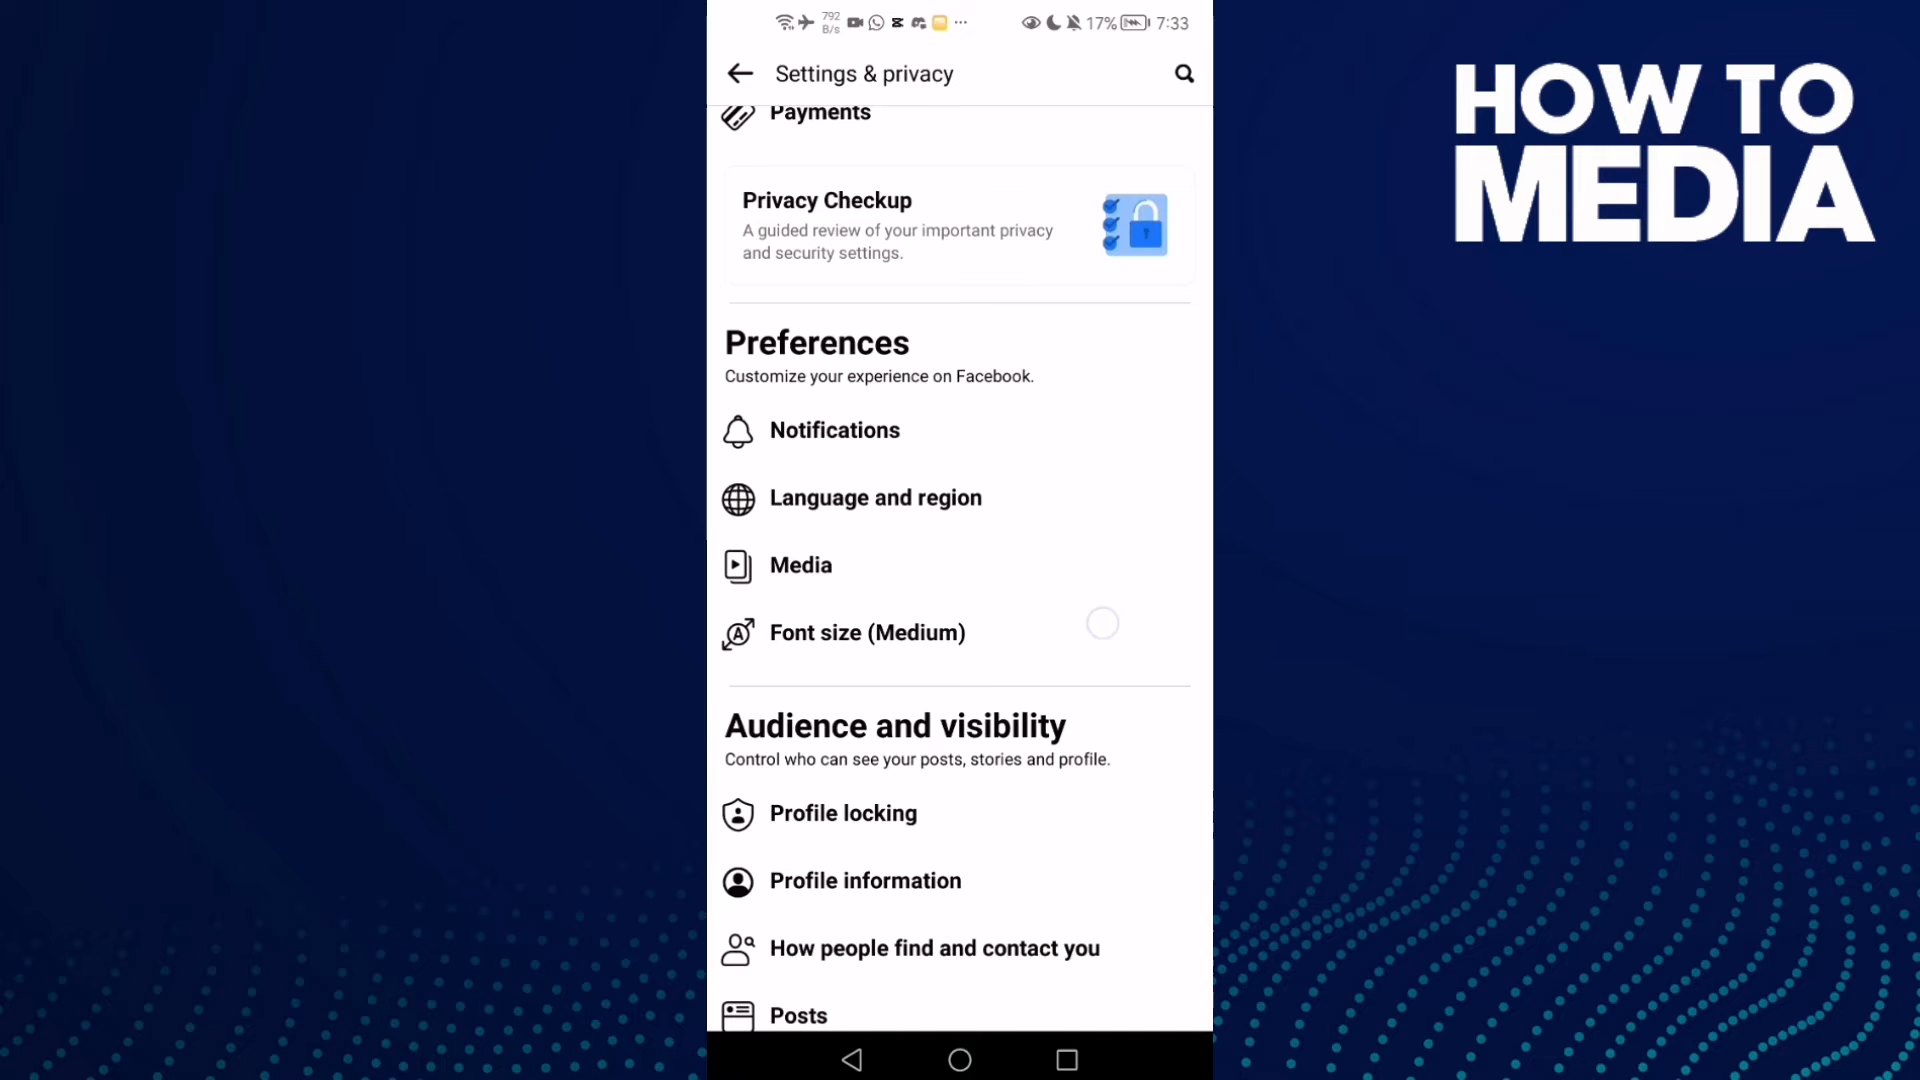 792
B/s
17%
7:33
Settings & privacy
Payments
Privacy Checkup
A guided review of your important privacy
and security settings.
Preferences
Customize your experience on Facebook.
Notifications
Language and region
Media
Font size (Medium)
Audience and visibility
Control who can see your posts, stories and profile.
Profile locking
Profile information
How people find and contact you
Posts
HOW TO
MEDIA